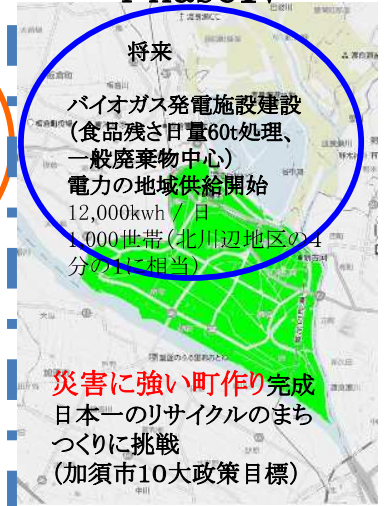 将来
バイオガス発電施設建設
(食品残さ日量60t処理、
一般廃棄物中心)
電力の地域供給開始
12,000kwh / 日
1,000世帯(北川辺地区の4
分の1に相当)
災害に強い町作り完成
日本一のリサイクルのまち
つくりに挑戦
(加須市10大政策目標)